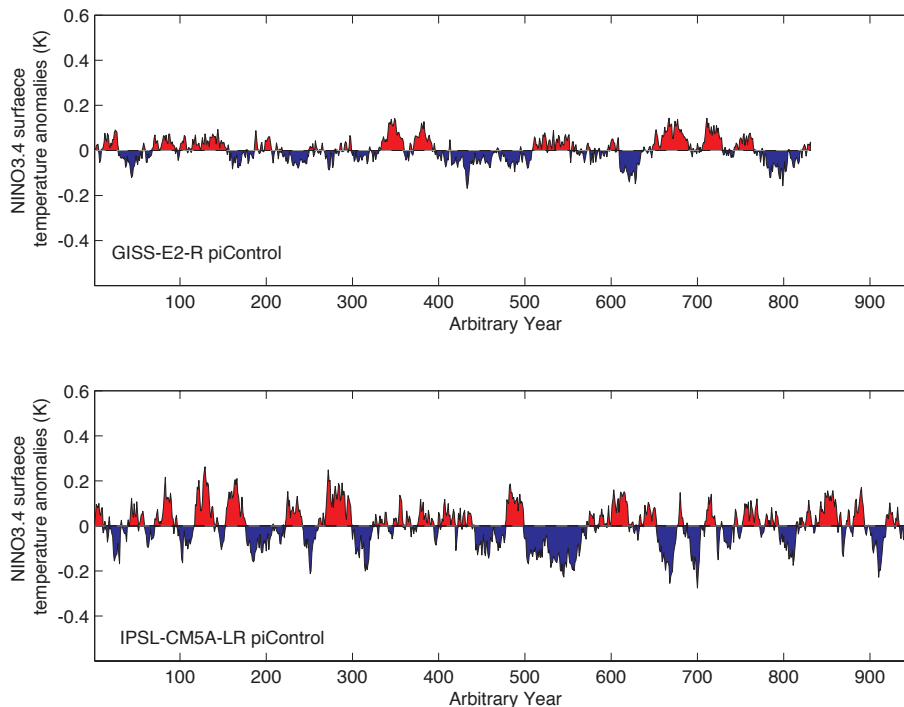 NINO3.4 surfaece
temperature anomalies (K)
0.6
0.4
0.2
0
-0.2
-0.4
GISS-E2-R piControl
100 200 300 400 500 600 700 800 900
Arbitrary Year
NINO3.4 surfaece
temperature anomalies (K)
0.6
0.4
0.2
0
-0.2
-0.4
IPSL-CM5A-LR piControl
100 200 300 400 500 600 700 800 900
Arbitrary Year